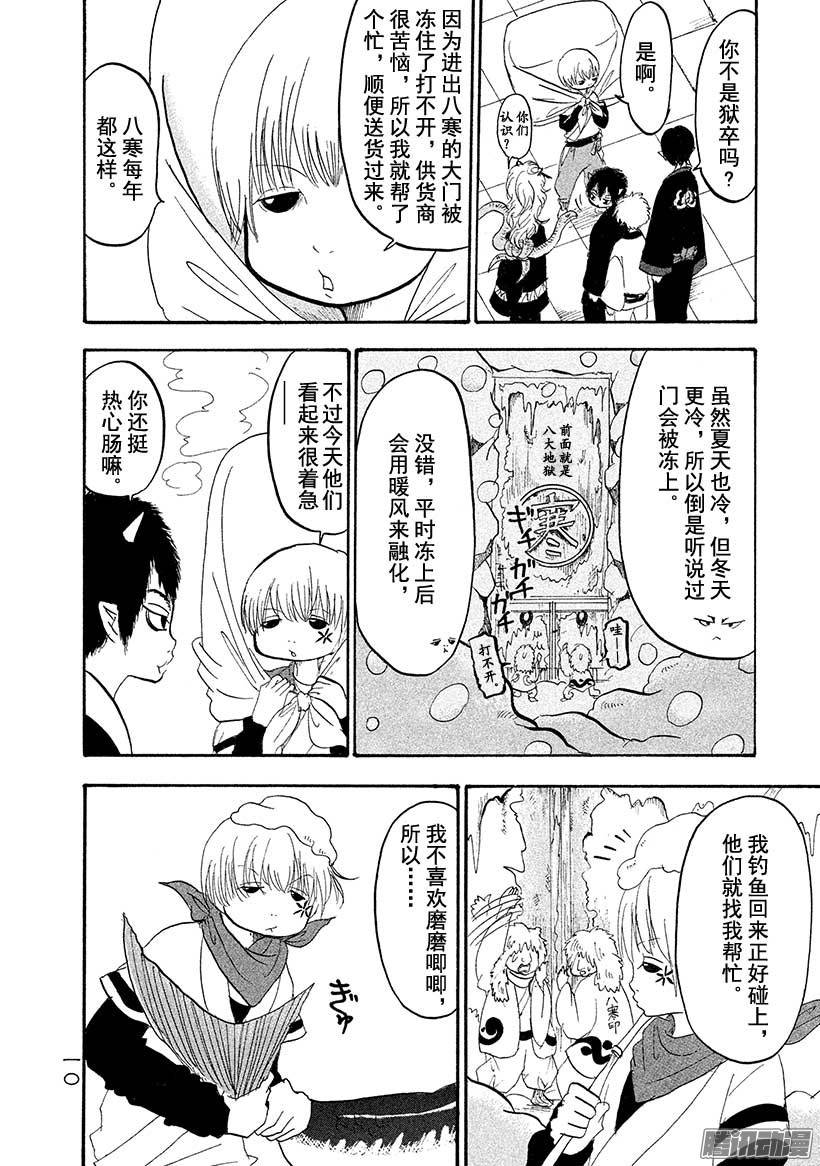 你不是獄卒吗?
是啊。
你们
认识?
因为进出八寒的大门被
冻住了打不开,供货商
很苦恼,所以我就帮了
个忙,顺便送货过来。
八寒每年
都这样。
虽然夏天也冷,但冬天
更冷,所以倒是听说过
门会被冻上。
前面就是
八大地獄
寒
ギチ
ガチ
ガチ
哇—
打不开。
没错,平时冻上后
会用暖风来融化,
不过今天他们
看起来很着急
——
你还挺
热心肠嘛。
我钓鱼回来正好碰上,
他们就找我帮忙。
八寒印
我不喜欢磨磨唧唧,
所以……
ぎゅ
10
腾讯动漫